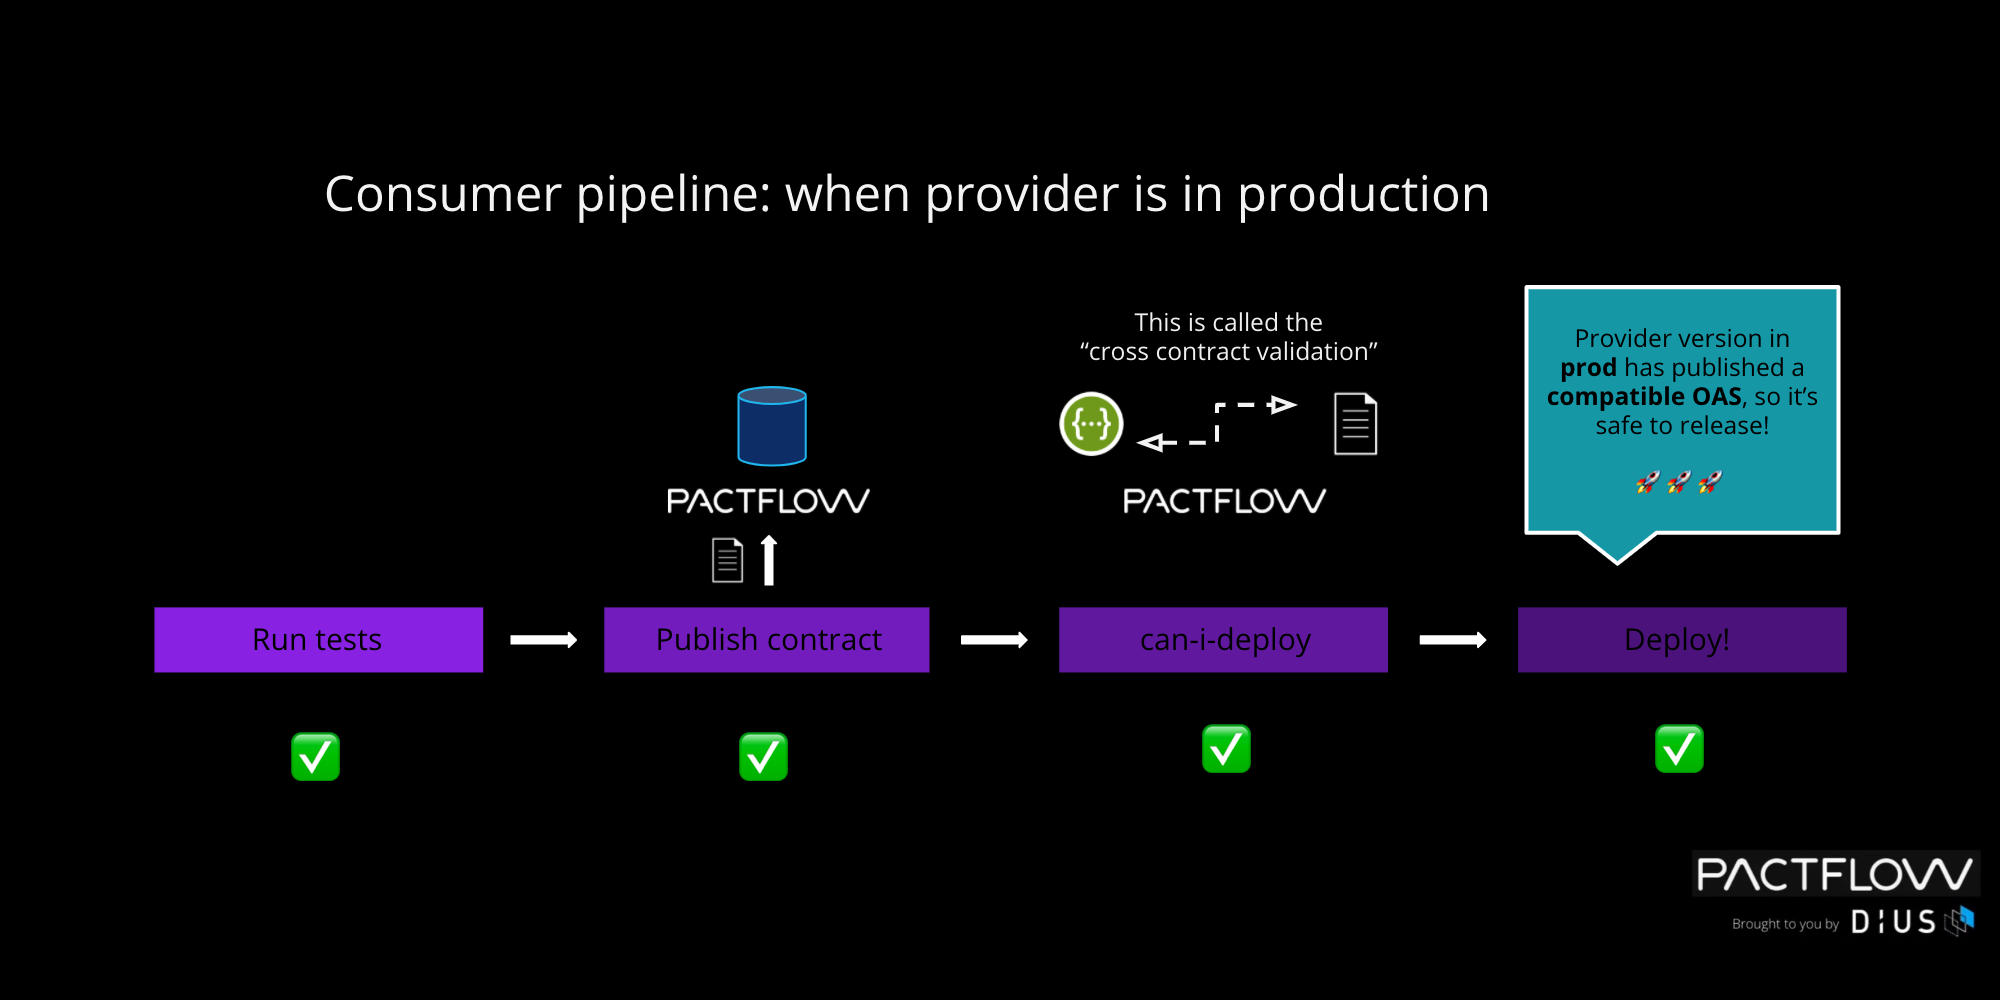 Consumer pipeline: when provider is in production
This is called the
“cross contract validation”
{···}
PACTFLOW
PACTFLOW
Provider version in
prod has published a
compatible OAS, so it’s
safe to release!
Run tests
Publish contract
can-i-deploy
Deploy!
PACTFLOW
Brought to you by DiUS